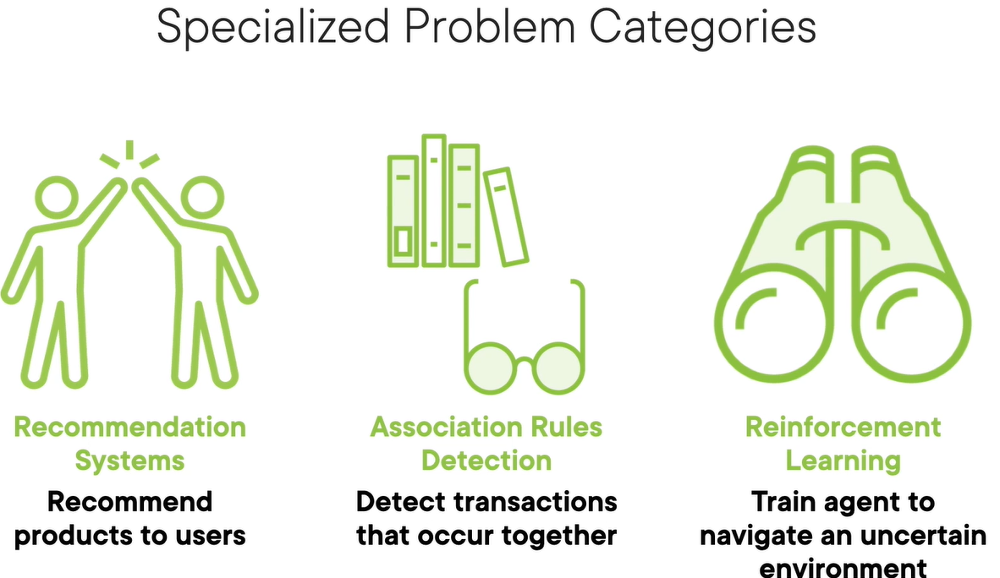 Specialized Problem Categories
Recommendation
Systems
Recommend
products to users
Association Rules
Detection
Detect transactions
that occur together
Reinforcement
Learning
Train agent to
navigate an uncertain
environment